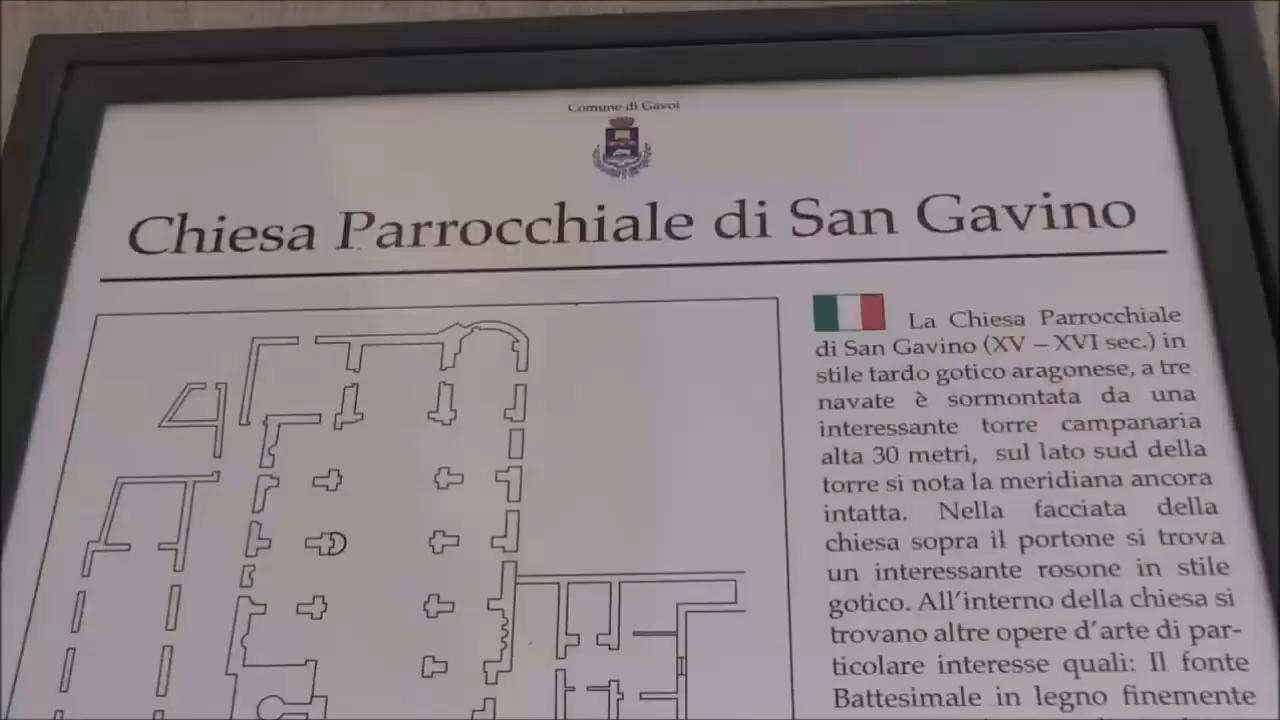 Comune di Gavoi
Chiesa Parrocchiale di San Gavino
La Chiesa Parrocchiale
di San Gavino (XV – XVI sec.) in
stile tardo gotico aragonese, a tre
navate è sormontata da una
interessante torre campanaria
alta 30 metri, sul lato sud della
torre si nota la meridiana ancora
intatta. Nella facciata della
chiesa sopra il portone si trova
un interessante rosone in stile
gotico. All'interno della chiesa si
trovano altre opere d'arte di par-
ticolare interesse quali: Il fonte
Battesimale in legno finemente